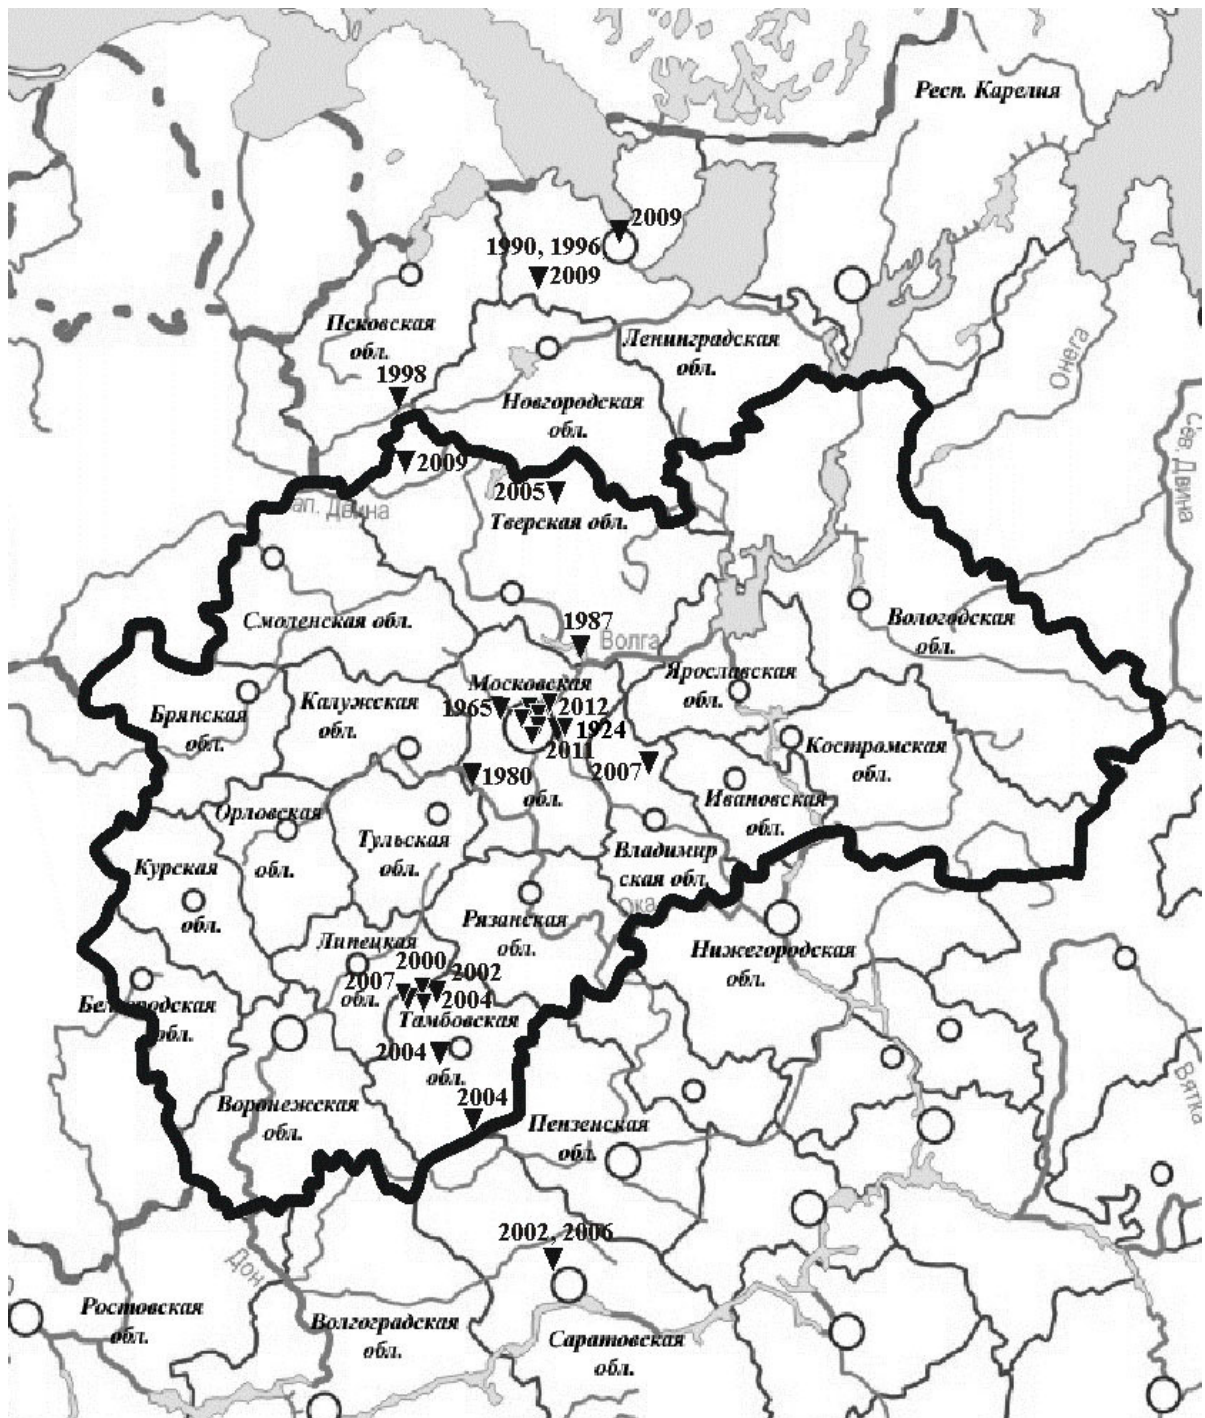 Респ. Карелия
2009
1990, 1996,
2009
Псковская
обл.
Ленинградская
обл.
Онега
1998
Новгородская
обл.
Сев. Двина
2009
2005
ап. Двина
Тверская обл.
Смоленская обл.
1987
Волга
Вологодская
обл.
Московская
Ярославская
обл.
Калужская
обл.
1965
2012
1924
2011
Брянская
обл.
Костромская
обл.
2007
1980
обл.
Ивановская
обл.
Орловская
обл.
Тульская
обл.
Курская
обл.
Владимир
ская обл.
Ока
Рязанская
обл.
Липецкая
обл.
Нижегородская
обл.
2000
2002
2007
2004
Тамбовская
обл.
Белгородская
обл.
2004
2004
Вятка
Воронежская
обл.
Пензенская
обл.
2002, 2006
Дон
Ростовская
обл.
Волгоградская
обл.
Саратовская
обл.